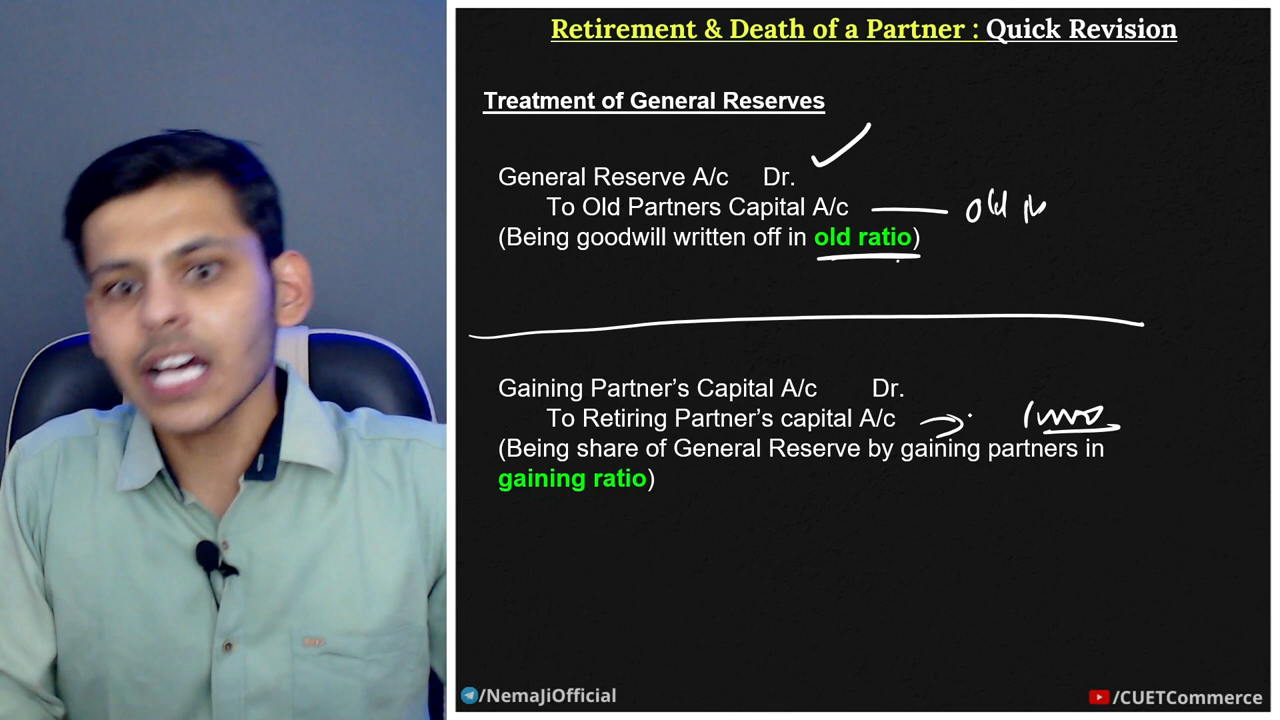 Retirement & Death of a Partner : Quick Revision
Treatment of General Reserves
General Reserve A/c Dr.
To Old Partners Capital A/c old
(Being goodwill written off in old ratio)
Gaining Partner’s Capital A/c Dr.
To Retiring Partner’s capital A/c
(Being share of General Reserve by gaining partners in
gaining ratio)
/NemaJiOfficial
/CUETCommerce